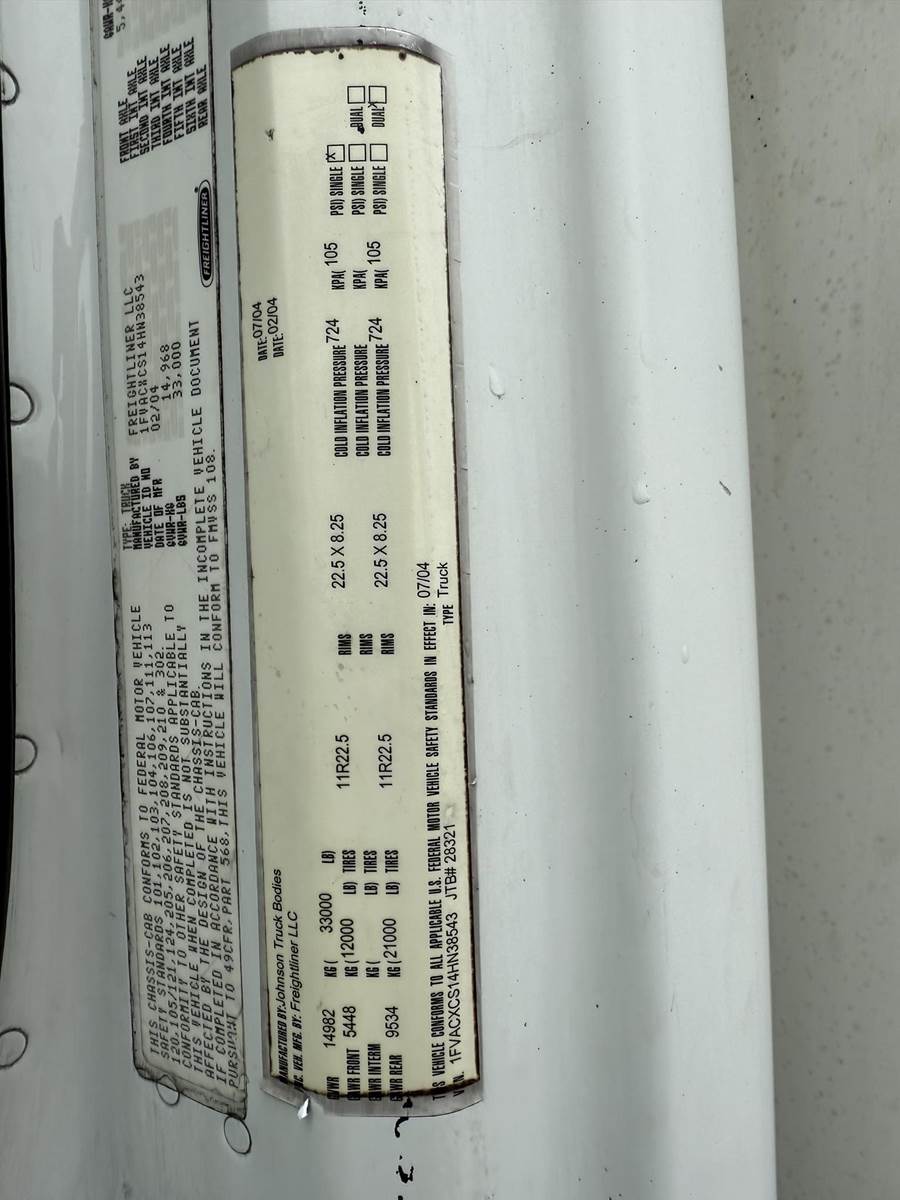 THIS CHASSIS-CAB CONFORMS TO FEDERAL MOTOR VEHICLE
SAFETY STANDARDS 101,102,103,104,106,107,111,113
120,105/121,124,205,206,207,208,209,210 & 302.
CONFORMITY TO OTHER SAFETY STANDARDS APPLICABLE TO
THIS VEHICLE WHEN COMPLETED IS NOT SUBSTANTIALLY
AFFECTED BY THE DESIGN OF THE CHASSIS-CAB.
IF COMPLETED IN ACCORDANCE WITH INSTRUCTIONS IN THE INCOMPLETE VEHICLE DOCUMENT
PURSUANT TO 49CFR,PART 568,THIS VEHICLE WILL CONFORM TO FMVSS 108.
TYPE: TRUCK
MANUFACTURED BY FREIGHTLINER LLC
VEHICLE ID NO 1FVACXCS14HN38543
DATE OF MFR 02/04
GVWR-KG 14,968
GVWR-LBS 33,000
FREIGHTLINER
GAWR-KG
FRONT AXLE
FIRST INT AXLE
SECOND INT AXLE
THIRD INT AXLE
FOURTH INT AXLE
FIFTH INT AXLE
SIXTH INT AXLE
REAR AXLE
MANUFACTURED BY: Johnson Truck Bodies DATE: 07/04
VEH. MFG. BY: Freightliner LLC DATE: 02/04
GVWR 14982 KG ( 33000 LB)
GAWR FRONT 5448 KG ( 12000 LB) TIRES 11R22.5 RIMS 22.5 X 8.25 COLD INFLATION PRESSURE 724 KPA( 105 PSI) SINGLE X
GAWR INTERM KG ( LB) TIRES RIMS COLD INFLATION PRESSURE KPA( PSI) SINGLE DUAL
GAWR REAR 9534 KG ( 21000 LB) TIRES 11R22.5 RIMS 22.5 X 8.25 COLD INFLATION PRESSURE 724 KPA( 105 PSI) SINGLE DUAL X
THIS VEHICLE CONFORMS TO ALL APPLICABLE U.S. FEDERAL MOTOR VEHICLE SAFETY STANDARDS IN EFFECT IN: 07/04
V.I.N. 1FVACXCS14HN38543 JTB# 28321 TYPE Truck